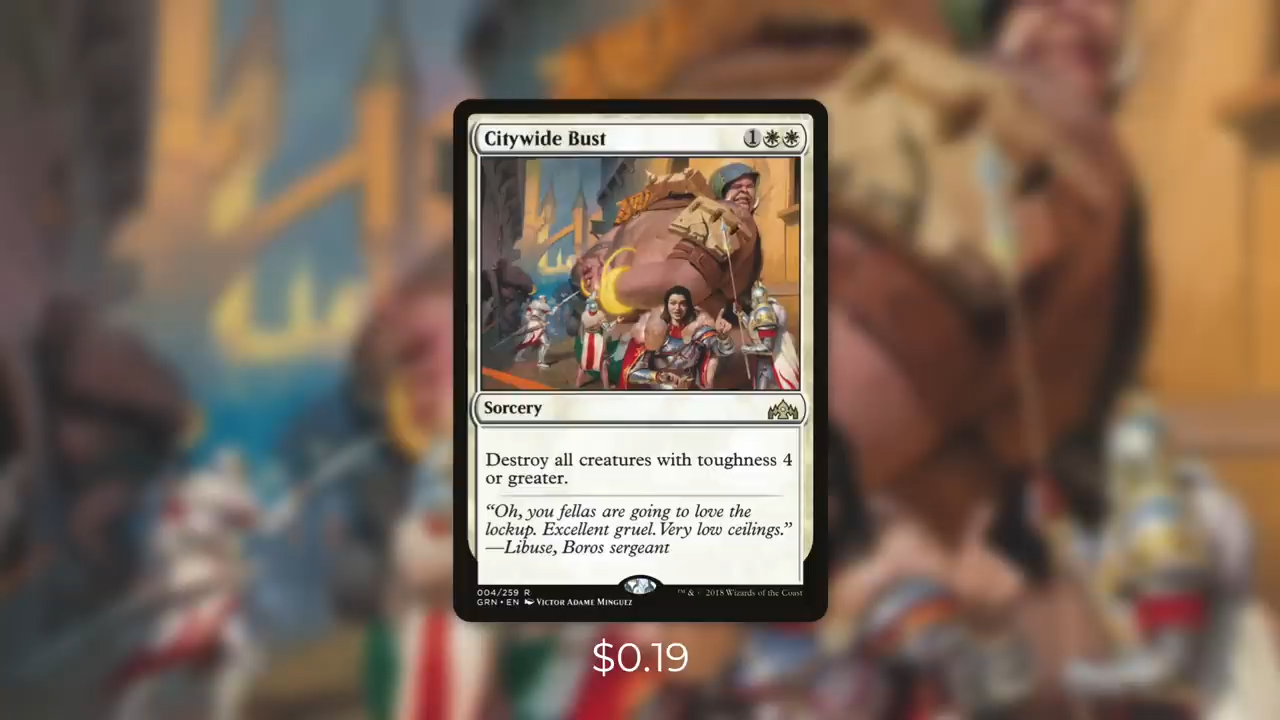 Citywide Bust 1
Sorcery
Destroy all creatures with toughness 4
or greater.
“Oh, you fellas are going to love the
lockup. Excellent gruel. Very low ceilings.”
—Libuse, Boros sergeant
004/259 R
GRN • EN Victor Adame Minguez
™ & 2018 Wizards of the Coast
$0.19